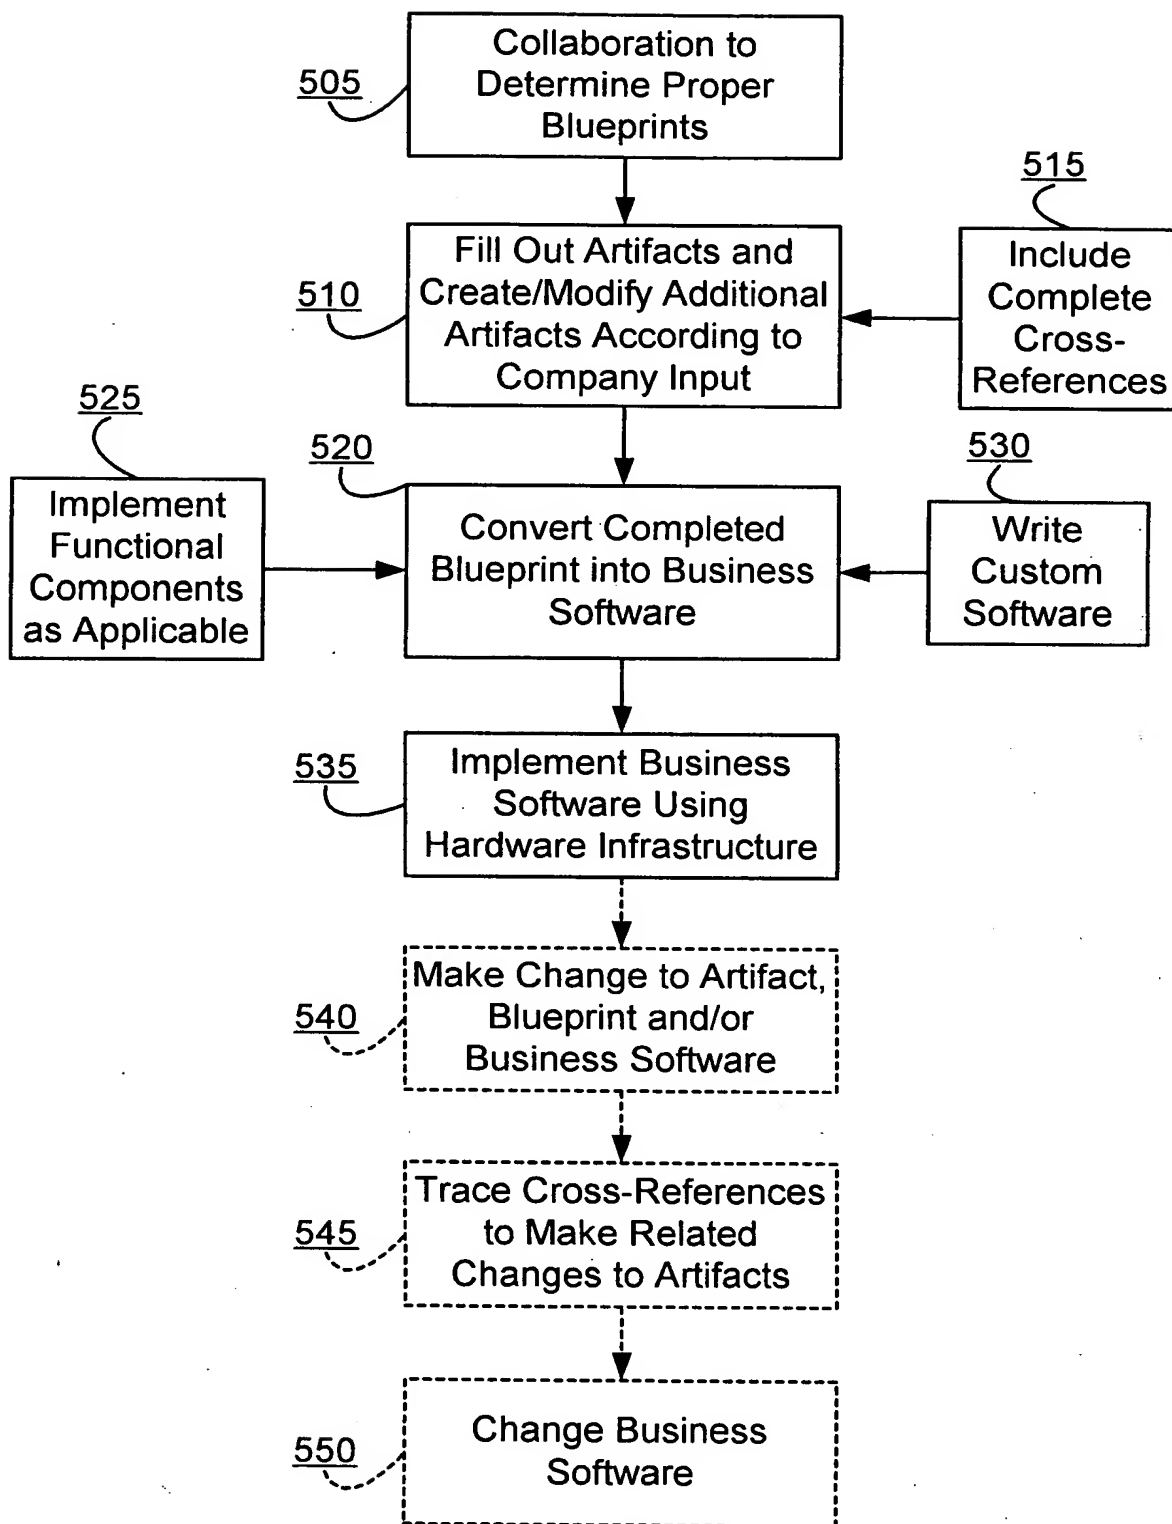 Collaboration to
Determine Proper
Blueprints
505
515
Fill Out Artifacts and
Create/Modify Additional
Artifacts According to
Company Input
510
Include
Complete
Cross-
References
525
520
530
Implement
Functional
Components
as Applicable
Convert Completed
Blueprint into Business
Software
Write
Custom
Software
535
Implement Business
Software Using
Hardware Infrastructure
540
Make Change to Artifact,
Blueprint and/or
Business Software
545
Trace Cross-References
to Make Related
Changes to Artifacts
550
Change Business
Software